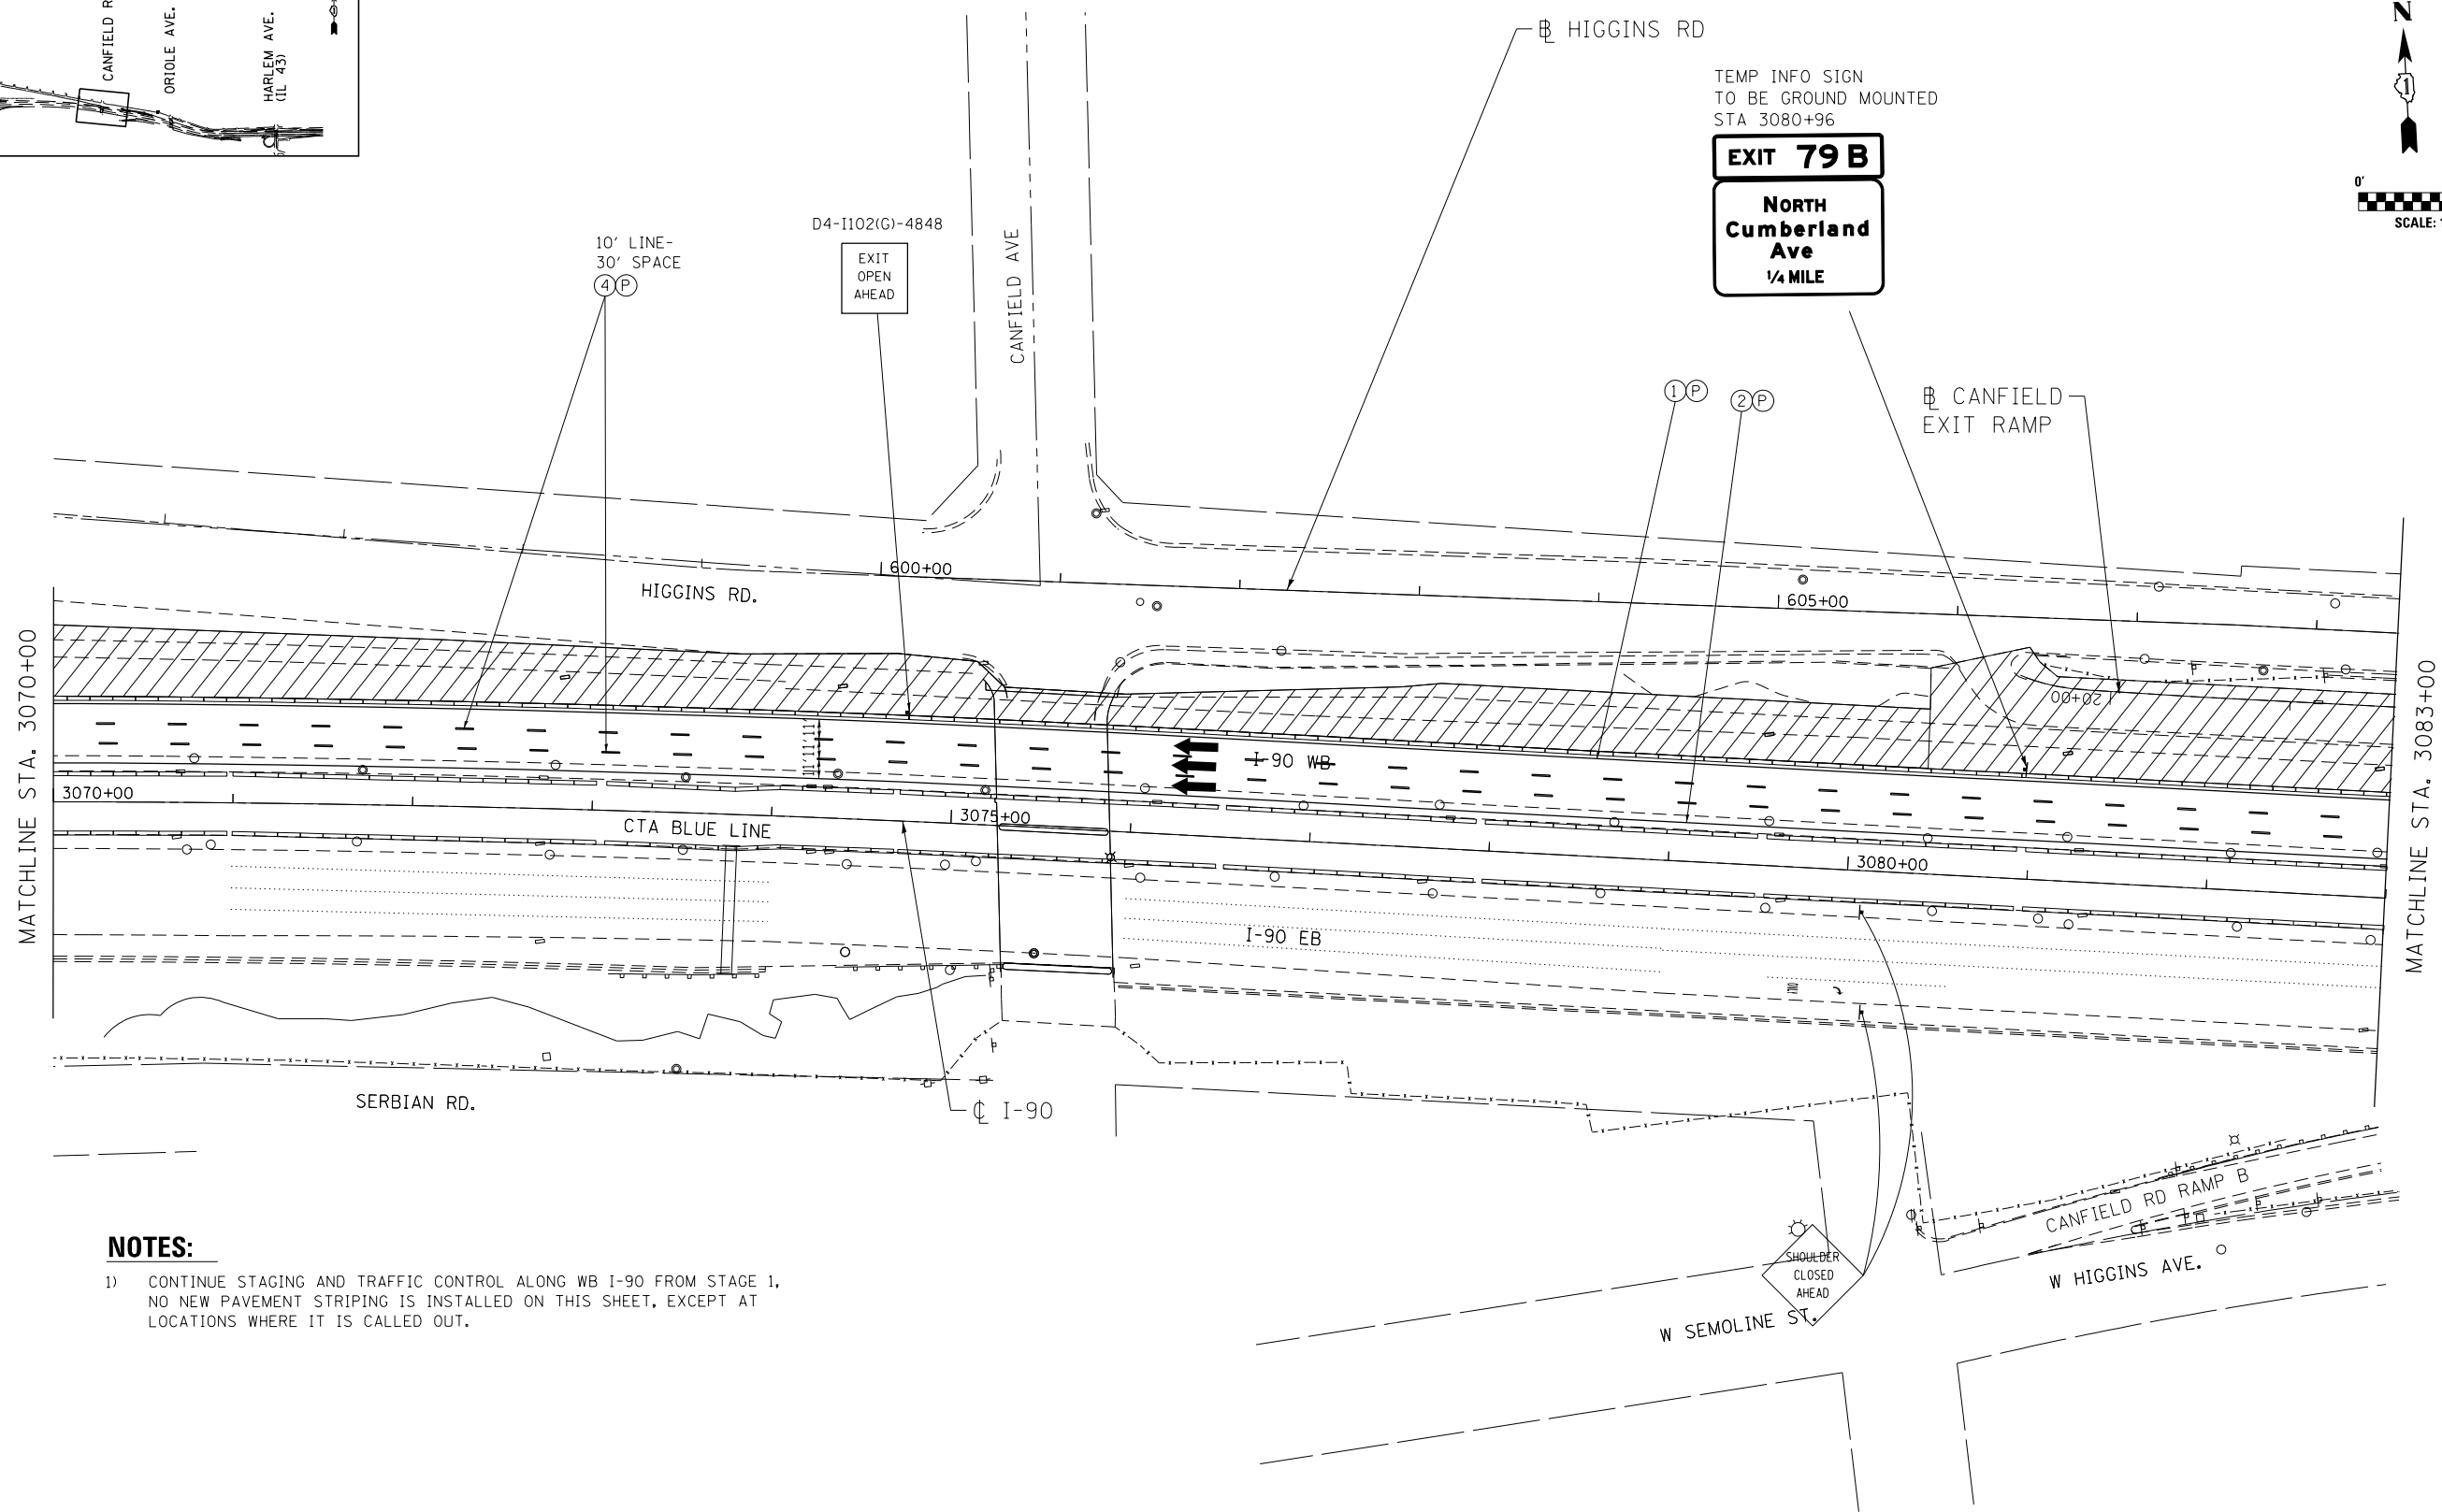 CANFIELD R
ORIOLE AVE.
HARLEM AVE.
(IL 43)
℄ HIGGINS RD
N
1
0'
SCALE: 1
TEMP INFO SIGN
TO BE GROUND MOUNTED
STA 3080+96
EXIT 79 B
NORTH
Cumberland
Ave
1/4 MILE
D4-I102(G)-4848
EXIT
OPEN
AHEAD
10' LINE-
30' SPACE
4 P
CANFIELD AVE
1 P
2 P
℄ CANFIELD
EXIT RAMP
600+00
HIGGINS RD.
605+00
120+00
MATCHLINE STA. 3070+00
MATCHLINE STA. 3083+00
11'11'11'
I-90 WB
3070+00
3075+00
CTA BLUE LINE
3080+00
I-90 EB
SERBIAN RD.
℄ I-90
CANFIELD RD RAMP B
W HIGGINS AVE.
SHOULDER
CLOSED
AHEAD
W SEMOLINE ST.
NOTES:
1) CONTINUE STAGING AND TRAFFIC CONTROL ALONG WB I-90 FROM STAGE 1,
NO NEW PAVEMENT STRIPING IS INSTALLED ON THIS SHEET, EXCEPT AT
LOCATIONS WHERE IT IS CALLED OUT.